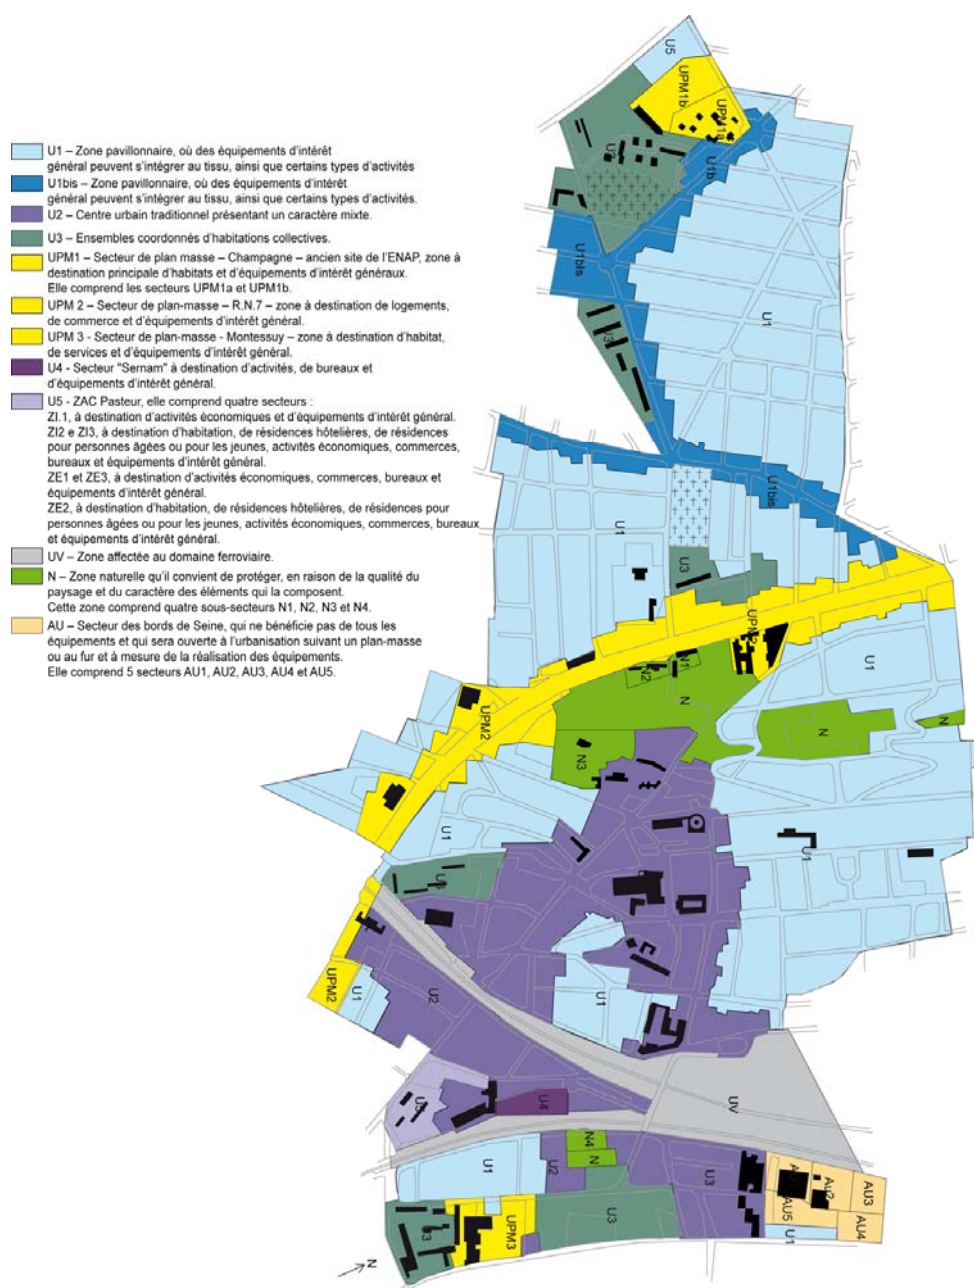 U1 – Zone pavillonnaire, où des équipements d'intérêt
général peuvent s'intégrer au tissu, ainsi que certains types d'activités
U1bis – Zone pavillonnaire, où des équipements d'intérêt
général peuvent s'intégrer au tissu, ainsi que certains types d'activités.
U2 – Centre urbain traditionnel présentant un caractère mixte.
U3 – Ensembles coordonnés d'habitations collectives.
UPM1 – Secteur de plan masse – Champagne – ancien site de l'ENAP, zone à
destination principale d'habitats et d'équipements d'intérêt généraux.
Elle comprend les secteurs UPM1a et UPM1b.
UPM 2 – Secteur de plan-masse – R.N.7 – zone à destination de logements,
de commerce et d'équipements d'intérêt général.
UPM 3 - Secteur de plan-masse - Montessuy – zone à destination d'habitat,
de services et d'équipements d'intérêt général.
U4 - Secteur "Sernam" à destination d'activités, de bureaux et
d'équipements d'intérêt général.
U5 - ZAC Pasteur, elle comprend quatre secteurs :
ZI.1, à destination d'activités économiques et d'équipements d'intérêt général.
ZI2 e ZI3, à destination d'habitation, de résidences hôtelières, de résidences
pour personnes âgées ou pour les jeunes, activités économiques, commerces,
bureaux et équipements d'intérêt général.
ZE1 et ZE3, à destination d'activités économiques, commerces, bureaux et
équipements d'intérêt général.
ZE2, à destination d'habitation, de résidences hôtelières, de résidences pour
personnes âgées ou pour les jeunes, activités économiques, commerces, bureaux
et équipements d'intérêt général.
UV – Zone affectée au domaine ferroviaire.
N – Zone naturelle qu'il convient de protéger, en raison de la qualité du
paysage et du caractère des éléments qui la composent.
Cette zone comprend quatre sous-secteurs N1, N2, N3 et N4.
AU – Secteur des bords de Seine, qui ne bénéficie pas de tous les
équipements et qui sera ouverte à l'urbanisation suivant un plan-masse
ou au fur et à mesure de la réalisation des équipements.
Elle comprend 5 secteurs AU1, AU2, AU3, AU4 et AU5.
U5
UPM1b
UPM1a
U1b
U1bis
U1
U3
U1bis
U1
U3
UPM2
U1
N1
N2
N
N
N
N3
UPM2
U1
U1
U3
UPM2
U1
U2
U1
UV
U5
U4
N4
N
U1
U2
U3
U3
UPM3
U3
AU2
AU3
AU5
AU4
U1
N